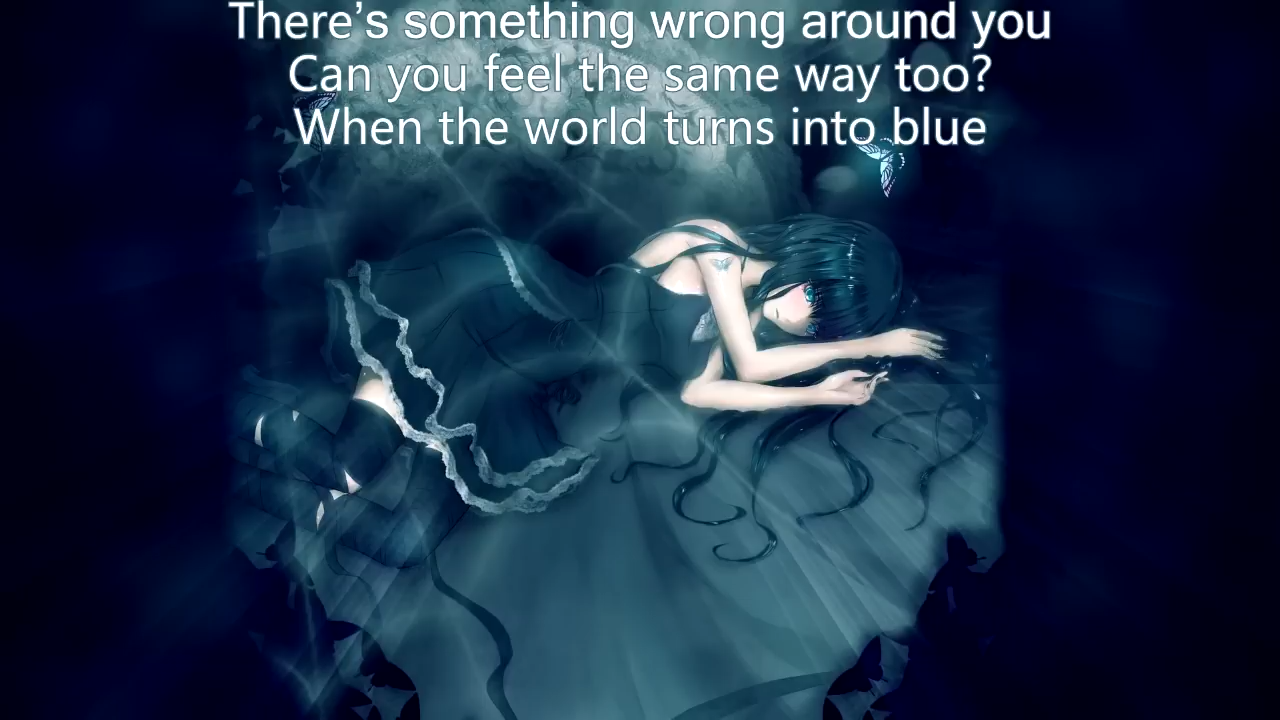 There’s something wrong around you
Can you feel the same way too?
When the world turns into blue